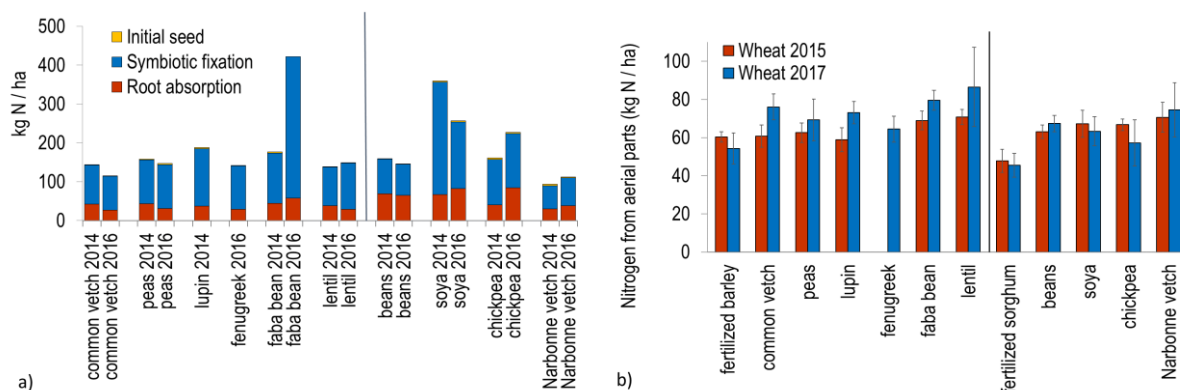 500
400
300
200
100
0
kg N / ha
Initial seed
Symbiotic fixation
Root absorption
common vetch 2014
common vetch 2016
peas 2014
peas 2016
lupin 2014
fenugreek 2016
faba bean 2014
faba bean 2016
lentil 2014
lentil 2016
beans 2014
beans 2016
soya 2014
soya 2016
chickpea 2014
chickpea 2016
Narbonne vetch 2014
Narbonne vetch 2016
a)
100
80
60
40
20
0
Nitrogen from aerial parts (kg N / ha)
Wheat 2015
Wheat 2017
fertilized barley
common vetch
peas
lupin
fenugreek
faba bean
lentil
fertilized sorghum
beans
soya
chickpea
Narbonne vetch
b)